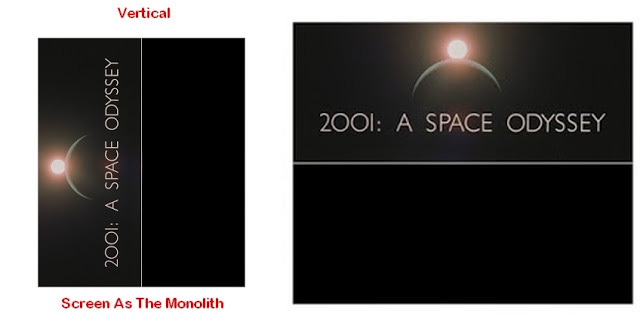 Vertical
2001: A SPACE ODYSSEY
Screen As The Monolith
2001: A SPACE ODYSSEY